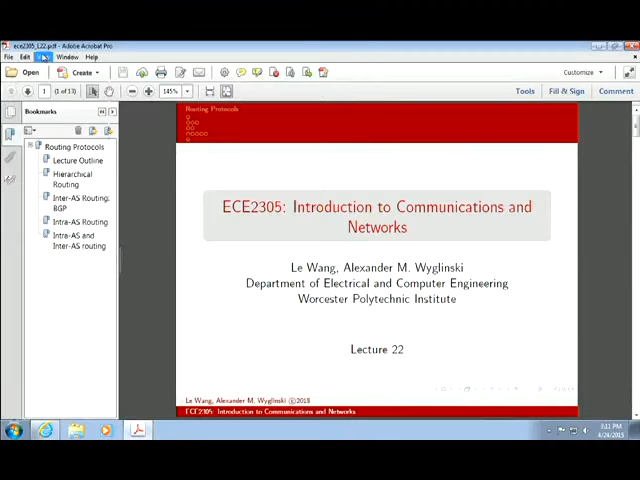 ece2305_L22.pdf - Adobe Acrobat Pro
File Edit View Window Help
Open Create Customize
1 (1 of 13) 145% Tools Fill & Sign Comment
Bookmarks
Routing Protocols
Lecture Outline
Hierarchical
Routing
Inter-AS Routing:
BGP
Intra-AS Routing
Intra-AS and
Inter-AS routing
Routing Protocols
ECE2305: Introduction to Communications and
Networks
Le Wang, Alexander M. Wyglinski
Department of Electrical and Computer Engineering
Worcester Polytechnic Institute
Lecture 22
Le Wang, Alexander M. Wyglinski ©2015
ECE2305: Introduction to Communications and Networks
3:11 PM
4/24/2015